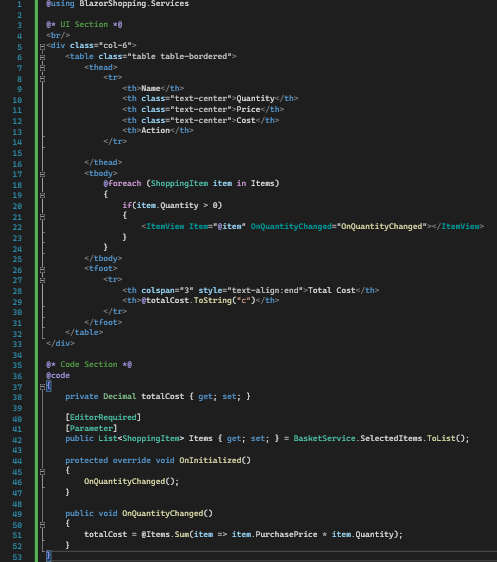 1 @using BlazorShopping.Services
2
3 @* UI Section *@
4 <br/>
5 <div class="col-6">
6 <table class="table table-bordered">
7 <thead>
8 <tr>
9 <th>Name</th>
10 <th class="text-center">Quantity</th>
11 <th class="text-center">Price</th>
12 <th class="text-center">Cost</th>
13 <th>Action</th>
14 </tr>
15
16 </thead>
17 <tbody>
18 @foreach (ShoppingItem item in Items)
19 {
20 if(item.Quantity > 0)
21 {
22 <ItemView Item="@item" OnQuantityChanged="OnQuantityChanged"></ItemView>
23 }
24 }
25 </tbody>
26 <tfoot>
27 <tr>
28 <th colspan="3" style="text-align:end">Total Cost</th>
29 <th>@totalCost.ToString("c")</th>
30 </tr>
31 </tfoot>
32 </table>
33 </div>
34
35 @* Code Section *@
36 @code
37 {
38 private Decimal totalCost { get; set; }
39
40 [EditorRequired]
41 [Parameter]
42 public List<ShoppingItem> Items { get; set; } = BasketService.SelectedItems.ToList();
43
44 protected override void OnInitialized()
45 {
46 OnQuantityChanged();
47 }
48
49 public void OnQuantityChanged()
50 {
51 totalCost = @Items.Sum(item => item.PurchasePrice * item.Quantity);
52 }
53 }